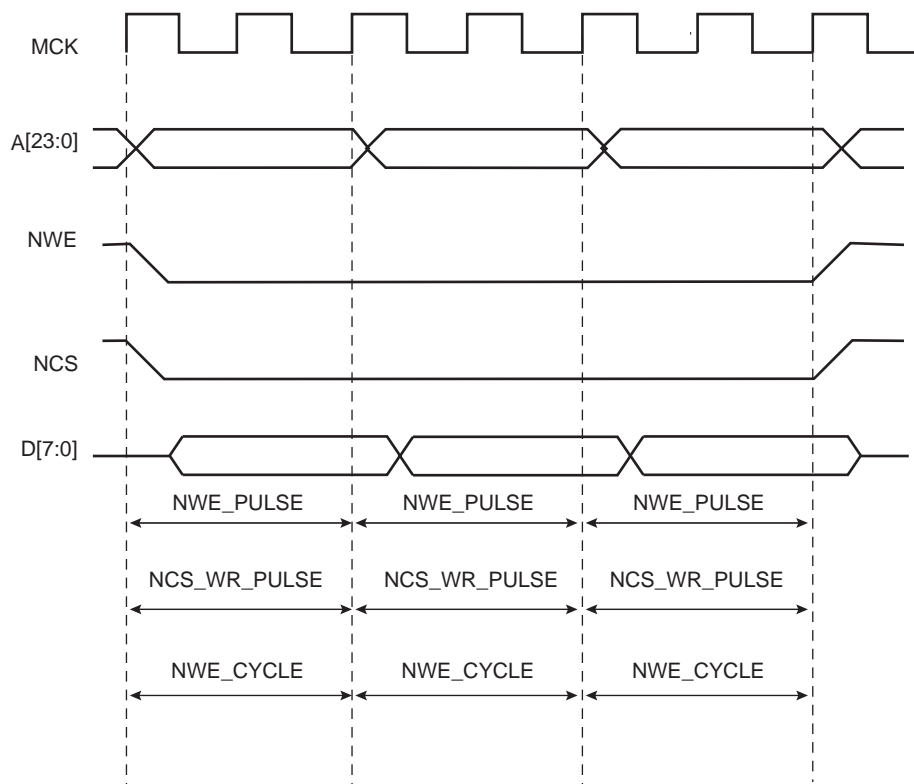 MCK
A[23:0]
NWE
NCS
D[7:0]
NWE_PULSE NWE_PULSE NWE_PULSE
NCS_WR_PULSE NCS_WR_PULSE NCS_WR_PULSE
NWE_CYCLE NWE_CYCLE NWE_CYCLE